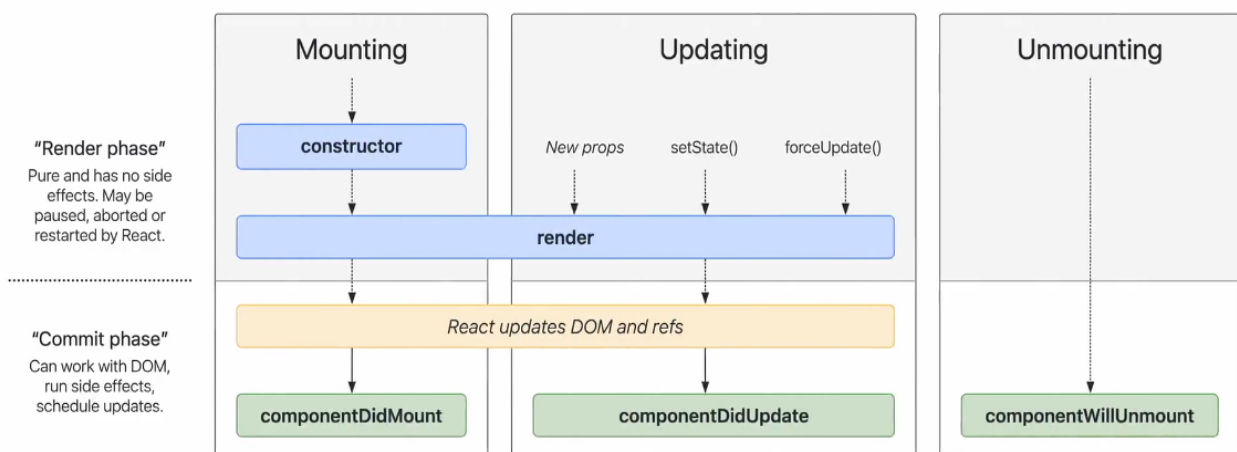 Mounting
Updating
Unmounting
“Render phase”
Pure and has no side
effects. May be
paused, aborted or
restarted by React.
constructor
New props
setState()
forceUpdate()
render
“Commit phase”
Can work with DOM,
run side effects,
schedule updates.
React updates DOM and refs
componentDidMount
componentDidUpdate
componentWillUnmount